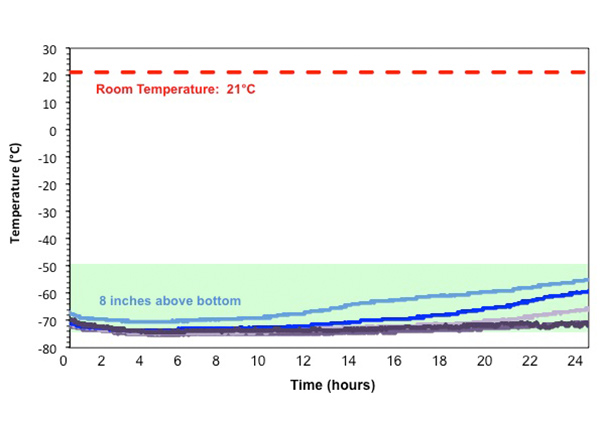 30
20
10
0
-10
-20
-30
-40
-50
-60
-70
-80
Temperature (°C)
Room Temperature:  21°C
8 inches above bottom
0 2 4 6 8 10 12 14 16 18 20 22 24
Time (hours)